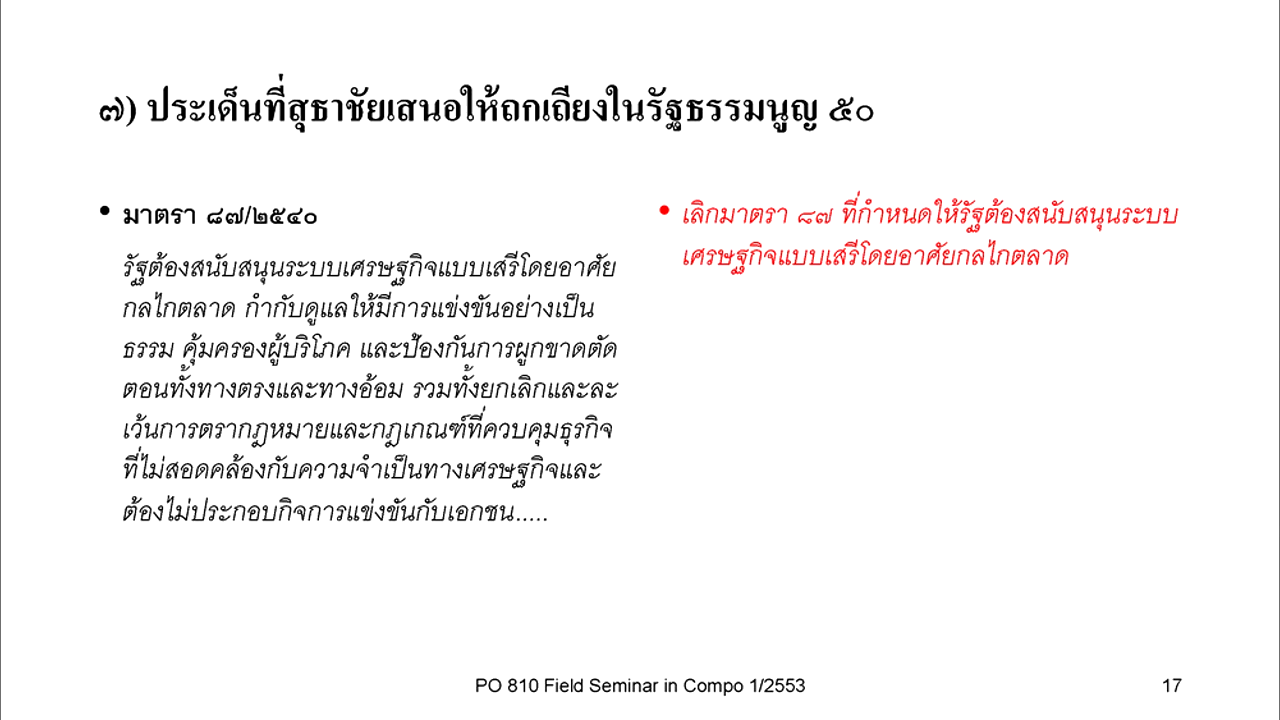 ๗) ประเด็นที่สุธาชัยเสนอให้ถกเถียงในรัฐธรรมนูญ ๕๐
• มาตรา ๘๗/๒๕๔๐
รัฐต้องสนับสนุนระบบเศรษฐกิจแบบเสรีโดยอาศัย
กลไกตลาด กำกับดูแลให้มีการแข่งขันอย่างเป็น
ธรรม คุ้มครองผู้บริโภค และป้องกันการผูกขาดตัด
ตอนทั้งทางตรงและทางอ้อม รวมทั้งยกเลิกและละ
เว้นการตรากฎหมายและกฎเกณฑ์ที่ควบคุมธุรกิจ
ที่ไม่สอดคล้องกับความจำเป็นทางเศรษฐกิจและ
ต้องไม่ประกอบกิจการแข่งขันกับเอกชน.....
• เลิกมาตรา ๘๗ ที่กำหนดให้รัฐต้องสนับสนุนระบบ
เศรษฐกิจแบบเสรีโดยอาศัยกลไกตลาด
PO 810 Field Seminar in Compo 1/2553
17